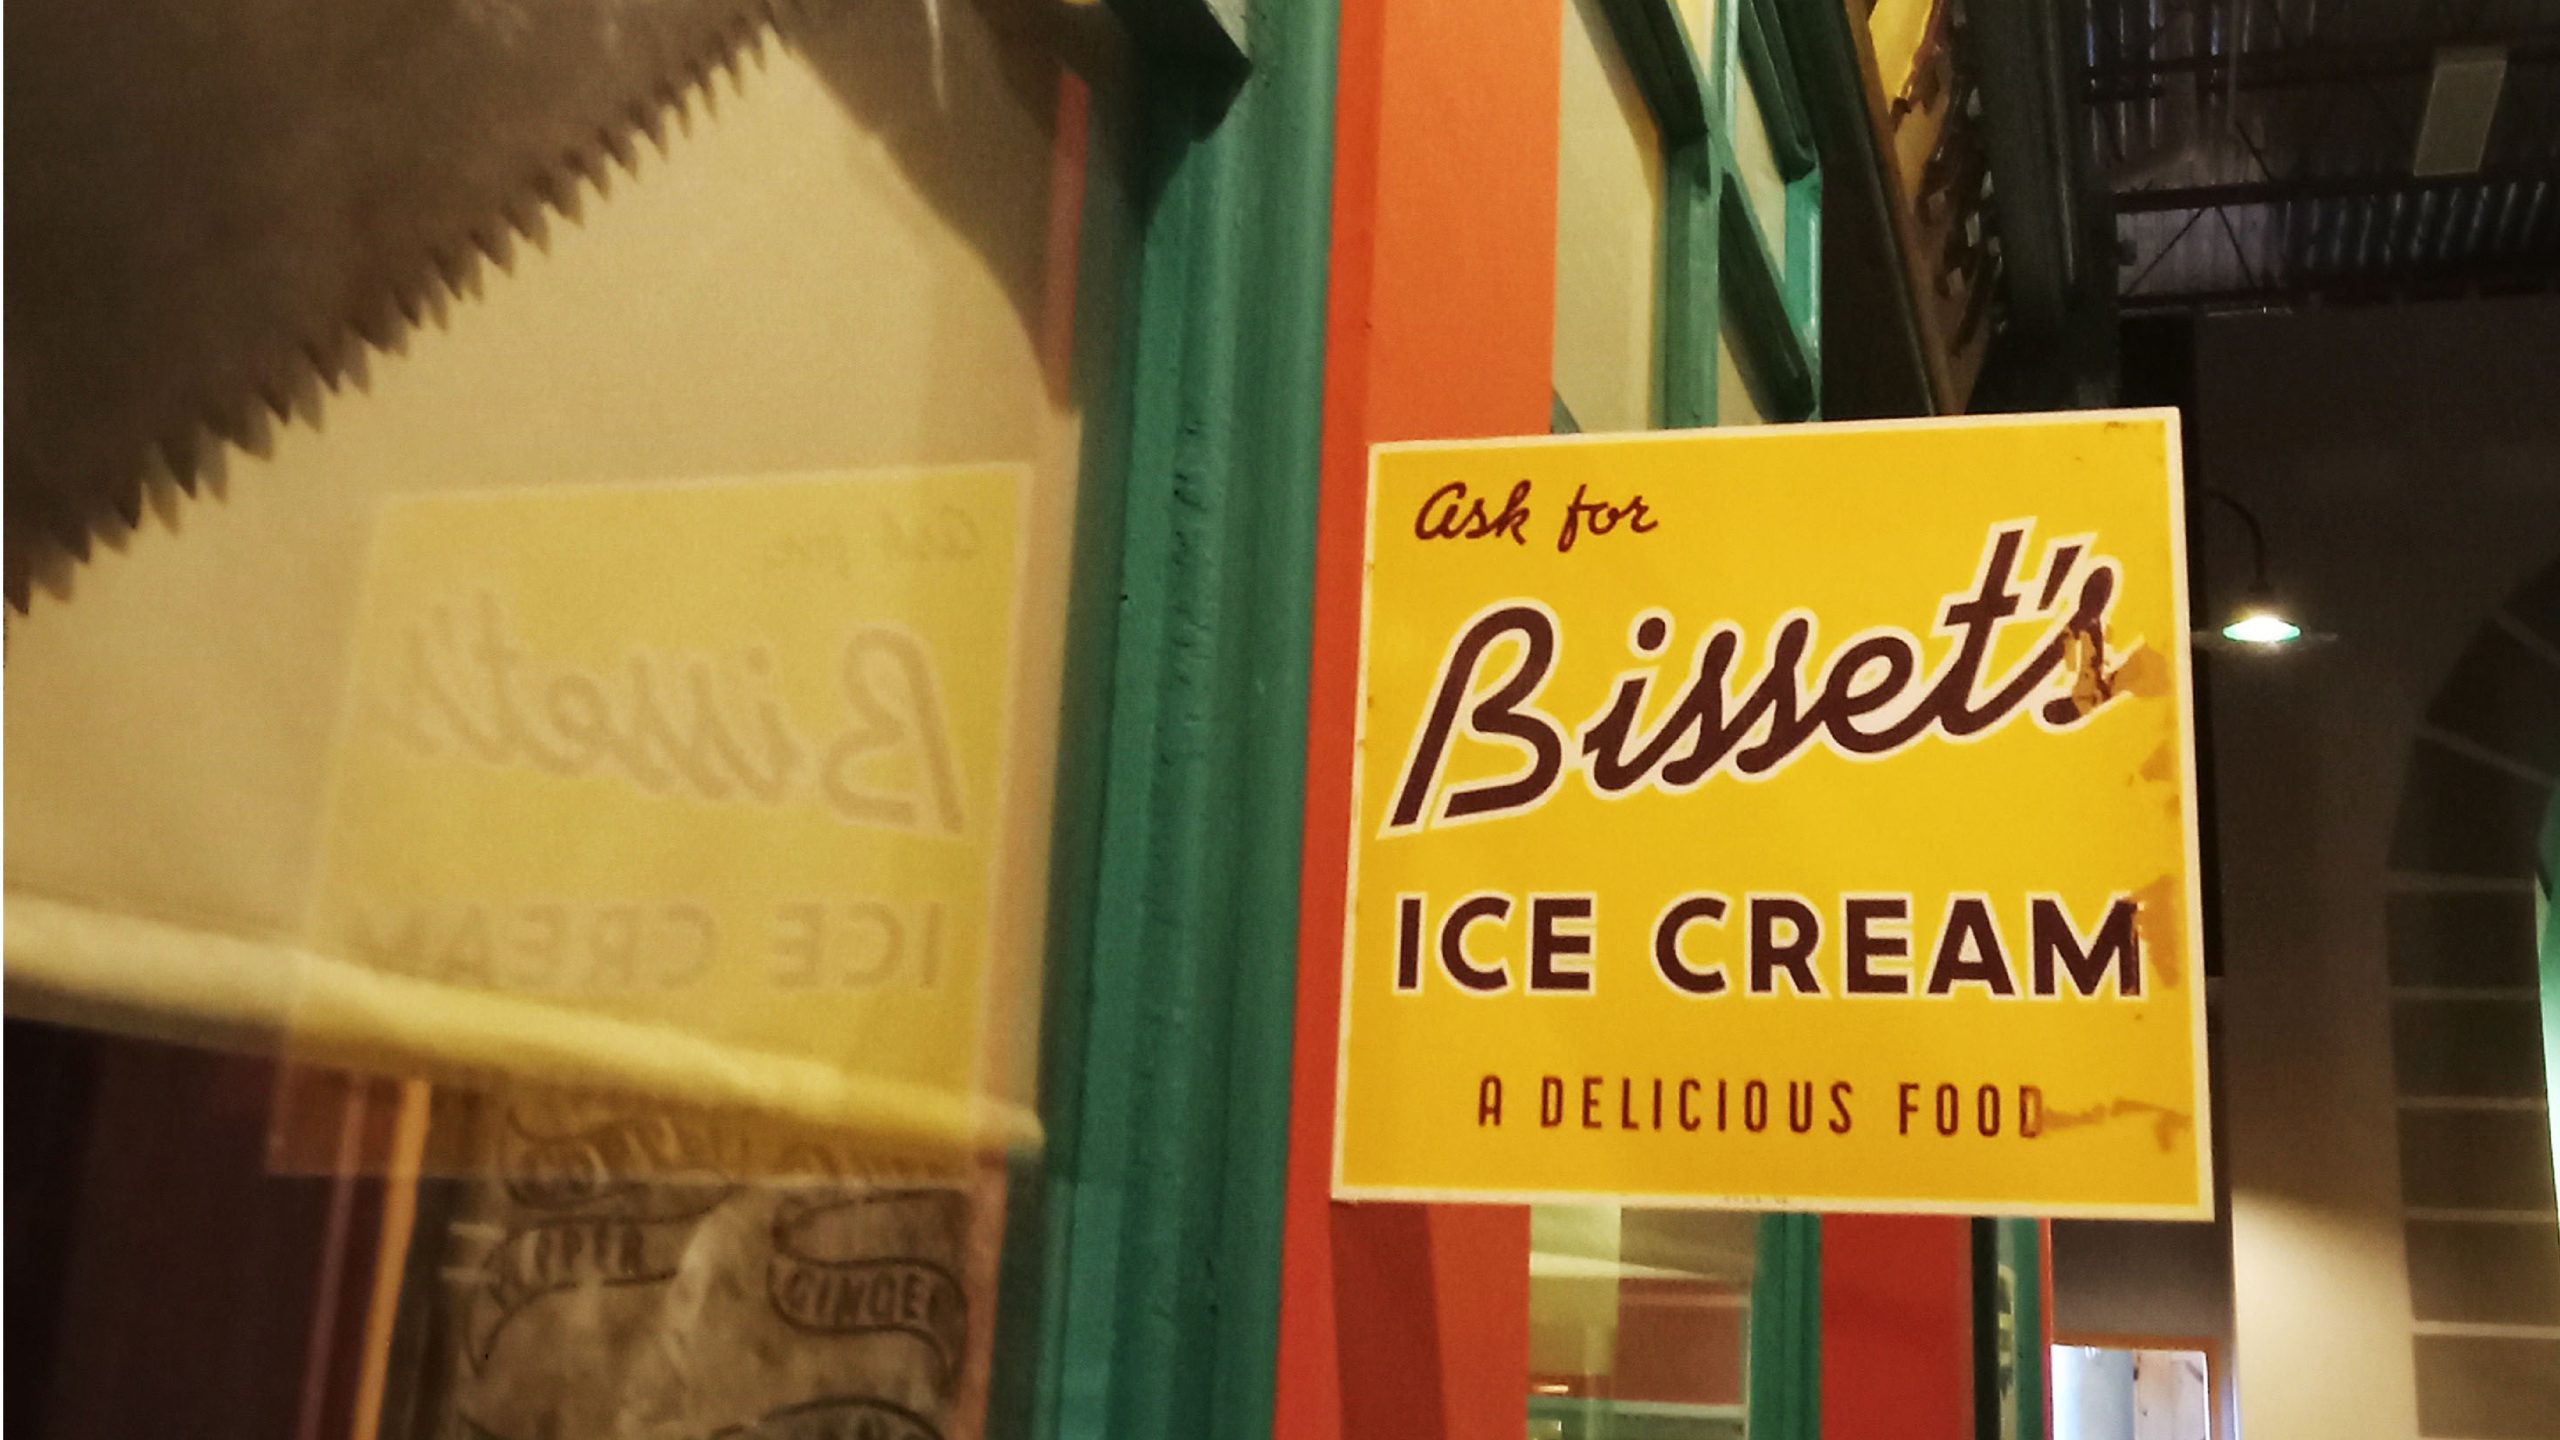 Ask for
Bisset's
ICE CREAM
A DELICIOUS FOOD